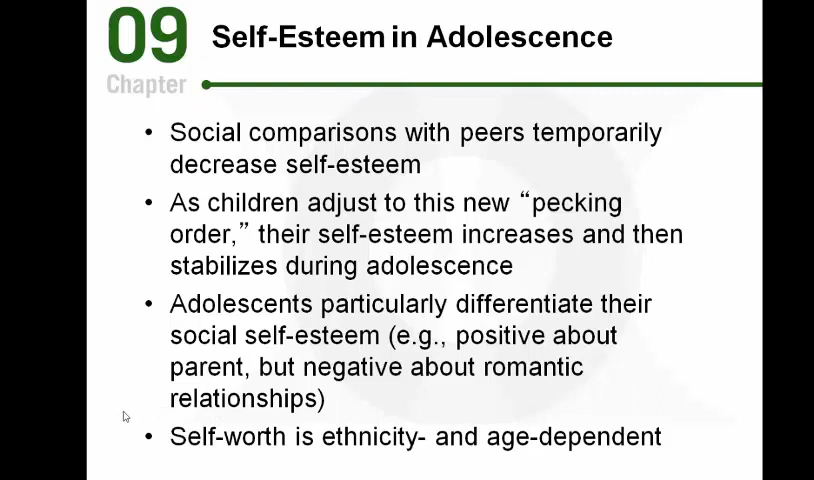 09
Chapter
Self-Esteem in Adolescence
• Social comparisons with peers temporarily
decrease self-esteem
• As children adjust to this new “pecking
order,” their self-esteem increases and then
stabilizes during adolescence
• Adolescents particularly differentiate their
social self-esteem (e.g., positive about
parent, but negative about romantic
relationships)
• Self-worth is ethnicity- and age-dependent